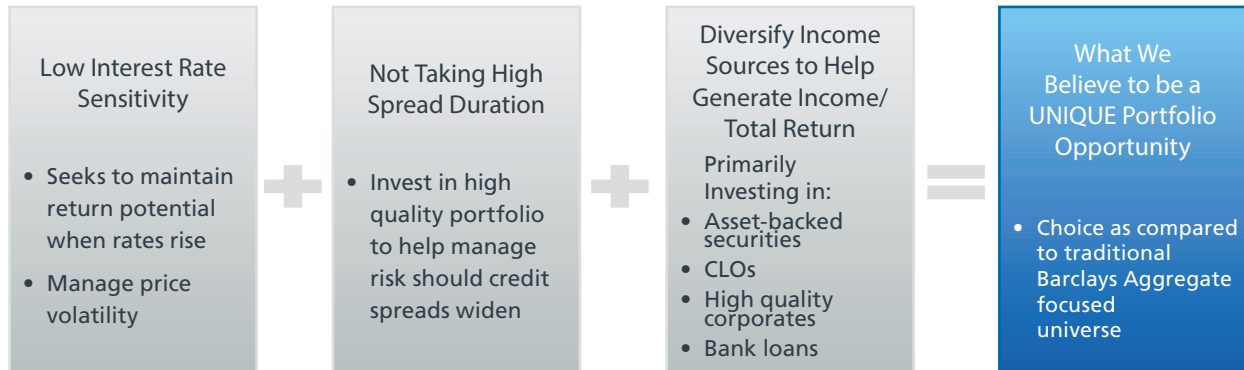 Low Interest Rate
Sensitivity
• Seeks to maintain
return potential
when rates rise
• Manage price
volatility
Not Taking High
Spread Duration
• Invest in high
quality portfolio
to help manage
risk should credit
spreads widen
Diversify Income
Sources to Help
Generate Income/
Total Return
Primarily
Investing in:
• Asset-backed
securities
• CLOs
• High quality
corporates
• Bank loans
What We
Believe to be a
UNIQUE Portfolio
Opportunity
• Choice as compared
to traditional
Barclays Aggregate
focused
universe